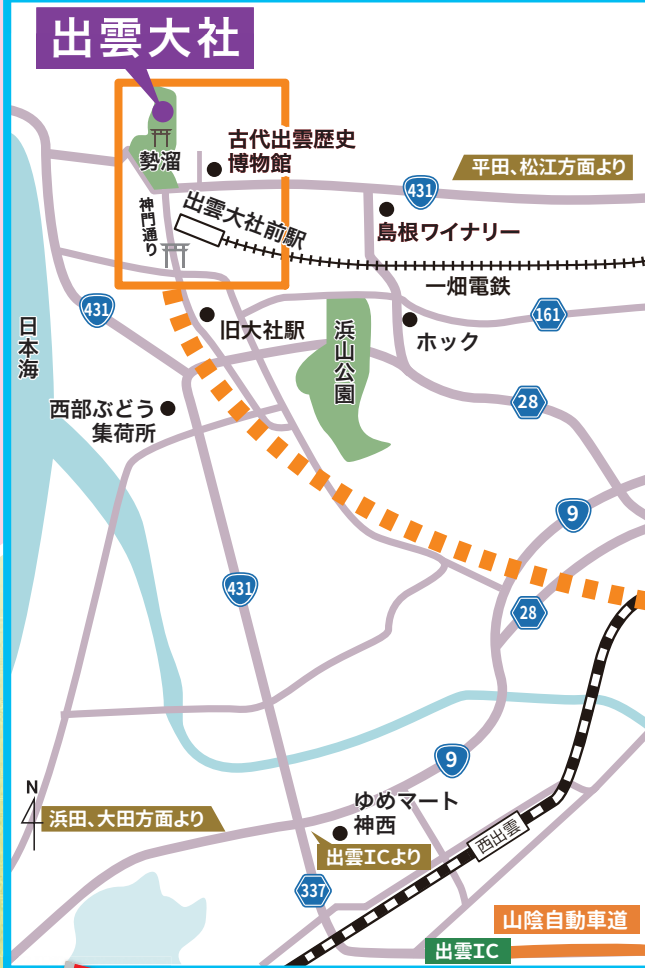 出雲大社
古代出雲歴史
博物館
勢溜
平田、松江方面より
431
神門通り
出雲大社前駅
島根ワイナリー
一畑電鉄
431
161
日本海
旧大社駅
浜山公園
ホック
28
西部ぶどう
集荷所
9
431
28
9
N
浜田、大田方面より
ゆめマート
神西
出雲ICより
西出雲
337
山陰自動車道
出雲IC